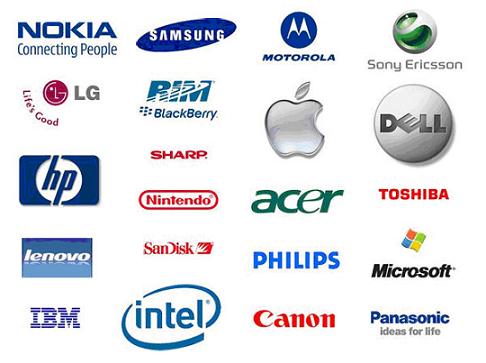 NOKIA
Connecting People
SAMSUNG
MOTOROLA
Sony Ericsson
Life's Good
LG
RIM
BlackBerry
DELL
hp
SHARP
Nintendo
acer
TOSHIBA
lenovo
SanDisk
PHILIPS
Microsoft
IBM
intel
Canon
Panasonic
ideas for life